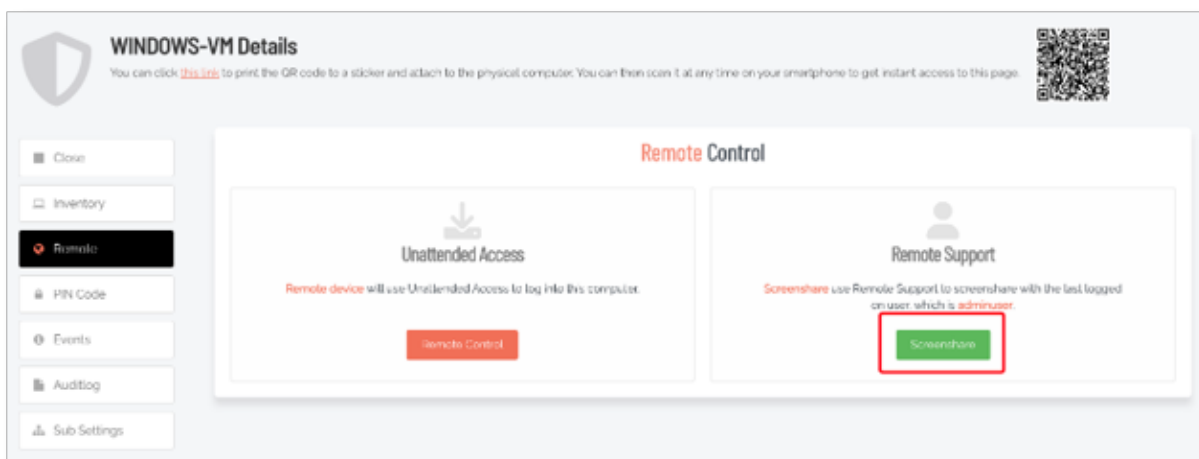 WINDOWS-VM Details
You can click this link to print the QR code to a sticker and attach to the physical computer. You can then scan it at any time on your smartphone to get instant access to this page.
Close
Inventory
Remote
PIN Code
Events
Auditlog
Sub Settings
Remote Control
Unattended Access
Remote device will use Unattended Access to log into this computer.
Remote Control
Remote Support
Screenshare use Remote Support to screenshare with the last logged
on user, which is adminuser.
Screenshare